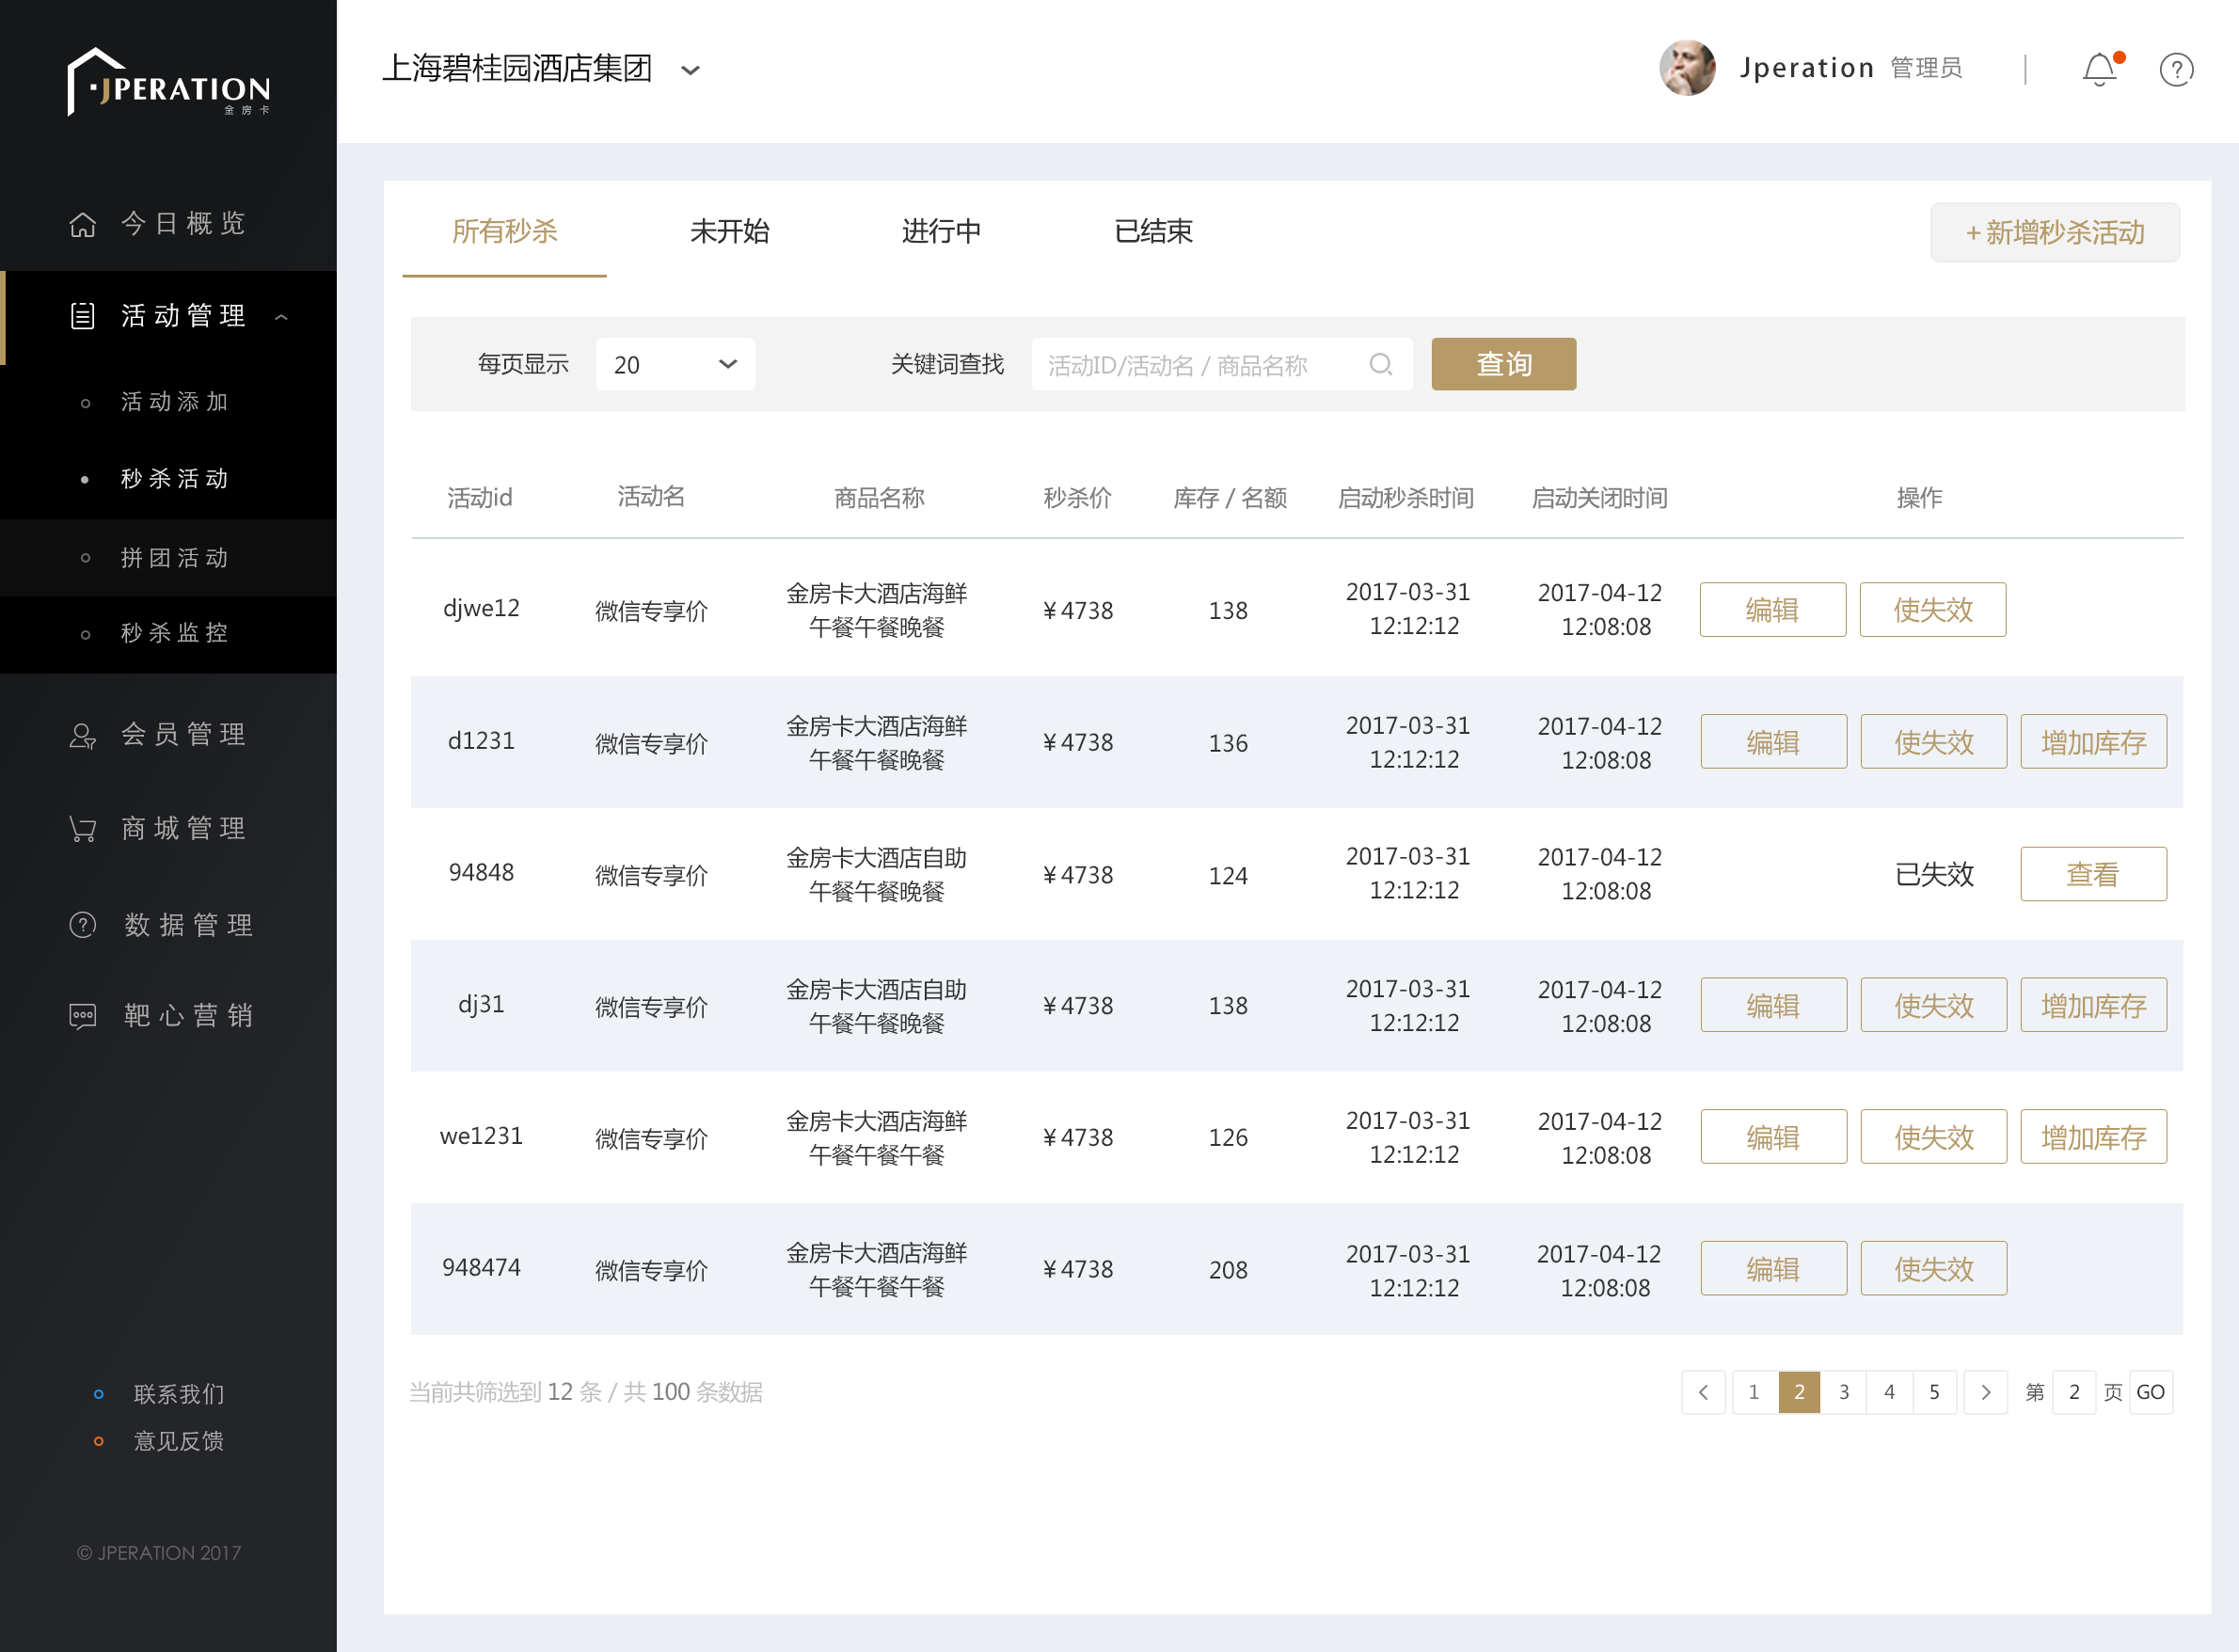 JPERATION
金房卡
上海碧桂园酒店集团
Jperation 管理员
今日概览
活动管理
活动添加
秒杀活动
拼团活动
秒杀监控
会员管理
商城管理
数据管理
靶心营销
联系我们
意见反馈
© JPERATION 2017
所有秒杀 未开始 进行中 已结束 + 新增秒杀活动
每页显示 20 关键词查找 活动ID/活动名 / 商品名称 查询
活动id 活动名 商品名称 秒杀价 库存 / 名额 启动秒杀时间 启动关闭时间 操作
djwe12 微信专享价 金房卡大酒店海鲜 ¥4738 138 2017-03-31 2017-04-12 编辑 使失效
午餐午餐晚餐 12:12:12 12:08:08
d1231 微信专享价 金房卡大酒店海鲜 ¥4738 136 2017-03-31 2017-04-12 编辑 使失效 增加库存
午餐午餐晚餐 12:12:12 12:08:08
94848 微信专享价 金房卡大酒店自助 ¥4738 124 2017-03-31 2017-04-12 已失效 查看
午餐午餐晚餐 12:12:12 12:08:08
dj31 微信专享价 金房卡大酒店自助 ¥4738 138 2017-03-31 2017-04-12 编辑 使失效 增加库存
午餐午餐晚餐 12:12:12 12:08:08
we1231 微信专享价 金房卡大酒店海鲜 ¥4738 126 2017-03-31 2017-04-12 编辑 使失效 增加库存
午餐午餐午餐 12:12:12 12:08:08
948474 微信专享价 金房卡大酒店海鲜 ¥4738 208 2017-03-31 2017-04-12 编辑 使失效
午餐午餐午餐 12:12:12 12:08:08
当前共筛选到 12 条 / 共 100 条数据 < 1 2 3 4 5 > 第 2 页 GO